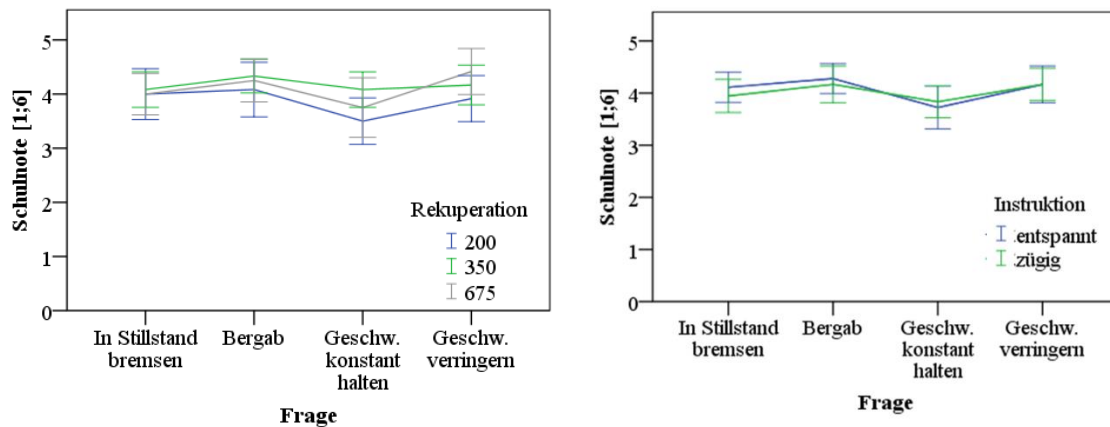 5
4
3
2
1
0
Schulnote [1;6]
Rekuperation
200
350
675
In Stillstand
bremsen
Bergab
Geschw.
konstant
halten
Geschw.
verringern
Frage
5
4
3
2
1
0
Schulnote [1;6]
Instruktion
entspannt
zügig
In Stillstand
bremsen
Bergab
Geschw.
konstant
halten
Geschw.
verringern
Frage